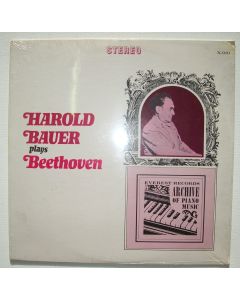 STEREO
HAROLD
BAUER
plays
Beethoven
EVEREST RECORDS
ARCHIVE
OF PIANO
MUSIC